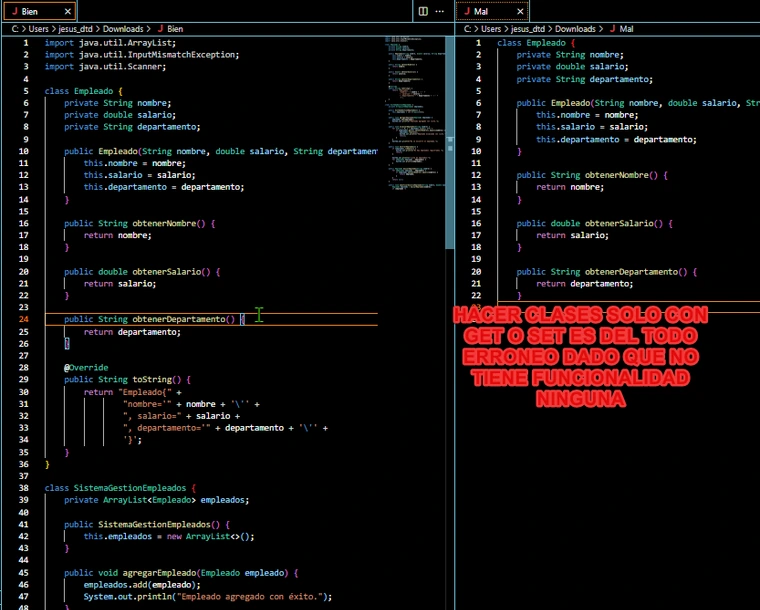 Bien
C: > Users > jesus_dtd > Downloads > J Bien
1 import java.util.ArrayList;
2 import java.util.InputMismatchException;
3 import java.util.Scanner;
4
5 class Empleado {
6 private String nombre;
7 private double salario;
8 private String departamento;
9
10 public Empleado(String nombre, double salario, String departamen
11 this.nombre = nombre;
12 this.salario = salario;
13 this.departamento = departamento;
14 }
15
16 public String obtenerNombre() {
17 return nombre;
18 }
19
20 public double obtenerSalario() {
21 return salario;
22 }
23
24 public String obtenerDepartamento() {
25 return departamento;
26 }
27
28 @Override
29 public String toString() {
30 return "Empleado{" +
31 "nombre='" + nombre + '\'' +
32 ", salario=" + salario +
33 ", departamento='" + departamento + '\'' +
34 '}';
35 }
36 }
37
38 class SistemaGestionEmpleados {
39 private ArrayList<Empleado> empleados;
40
41 public SistemaGestionEmpleados() {
42 this.empleados = new ArrayList<>();
43 }
44
45 public void agregarEmpleado(Empleado empleado) {
46 empleados.add(empleado);
47 System.out.println("Empleado agregado con éxito.");
48 }
Mal
C: > Users > jesus_dtd > Downloads > J Mal
1 class Empleado {
2 private String nombre;
3 private double salario;
4 private String departamento;
5
6 public Empleado(String nombre, double salario, St
7 this.nombre = nombre;
8 this.salario = salario;
9 this.departamento = departamento;
10 }
11
12 public String obtenerNombre() {
13 return nombre;
14 }
15
16 public String obtenerSalario() {
17 return salario;
18 }
19
20 public String obtenerDepartamento() {
21 return departamento;
22 }
HACER CLASES SOLO CON
GET O SET ES DEL TODO
ERRONEO DADO QUE NO
TIENE FUNCIONALIDAD
NINGUNA